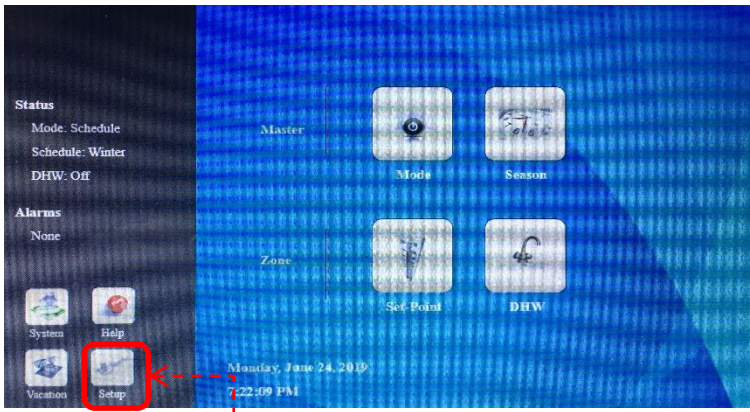 Status
Mode: Schedule
Schedule: Winter
DHW: Off
Alarms
None
System
Help
Vacation
Setup
Master
Mode
Season
Zone
Set-Point
DHW
Monday, June 24, 2019
7:22:09 PM